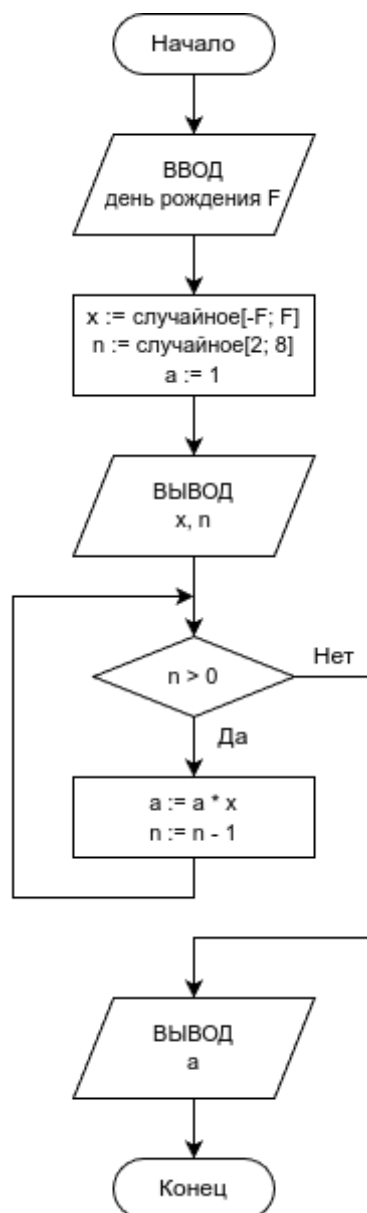 Начало
ВВОД
день рождения F
x := случайное[-F; F]
n := случайное[2; 8]
a := 1
ВЫВОД
x, n
n > 0
Нет
Да
a := a * x
n := n - 1
ВЫВОД
a
Конец